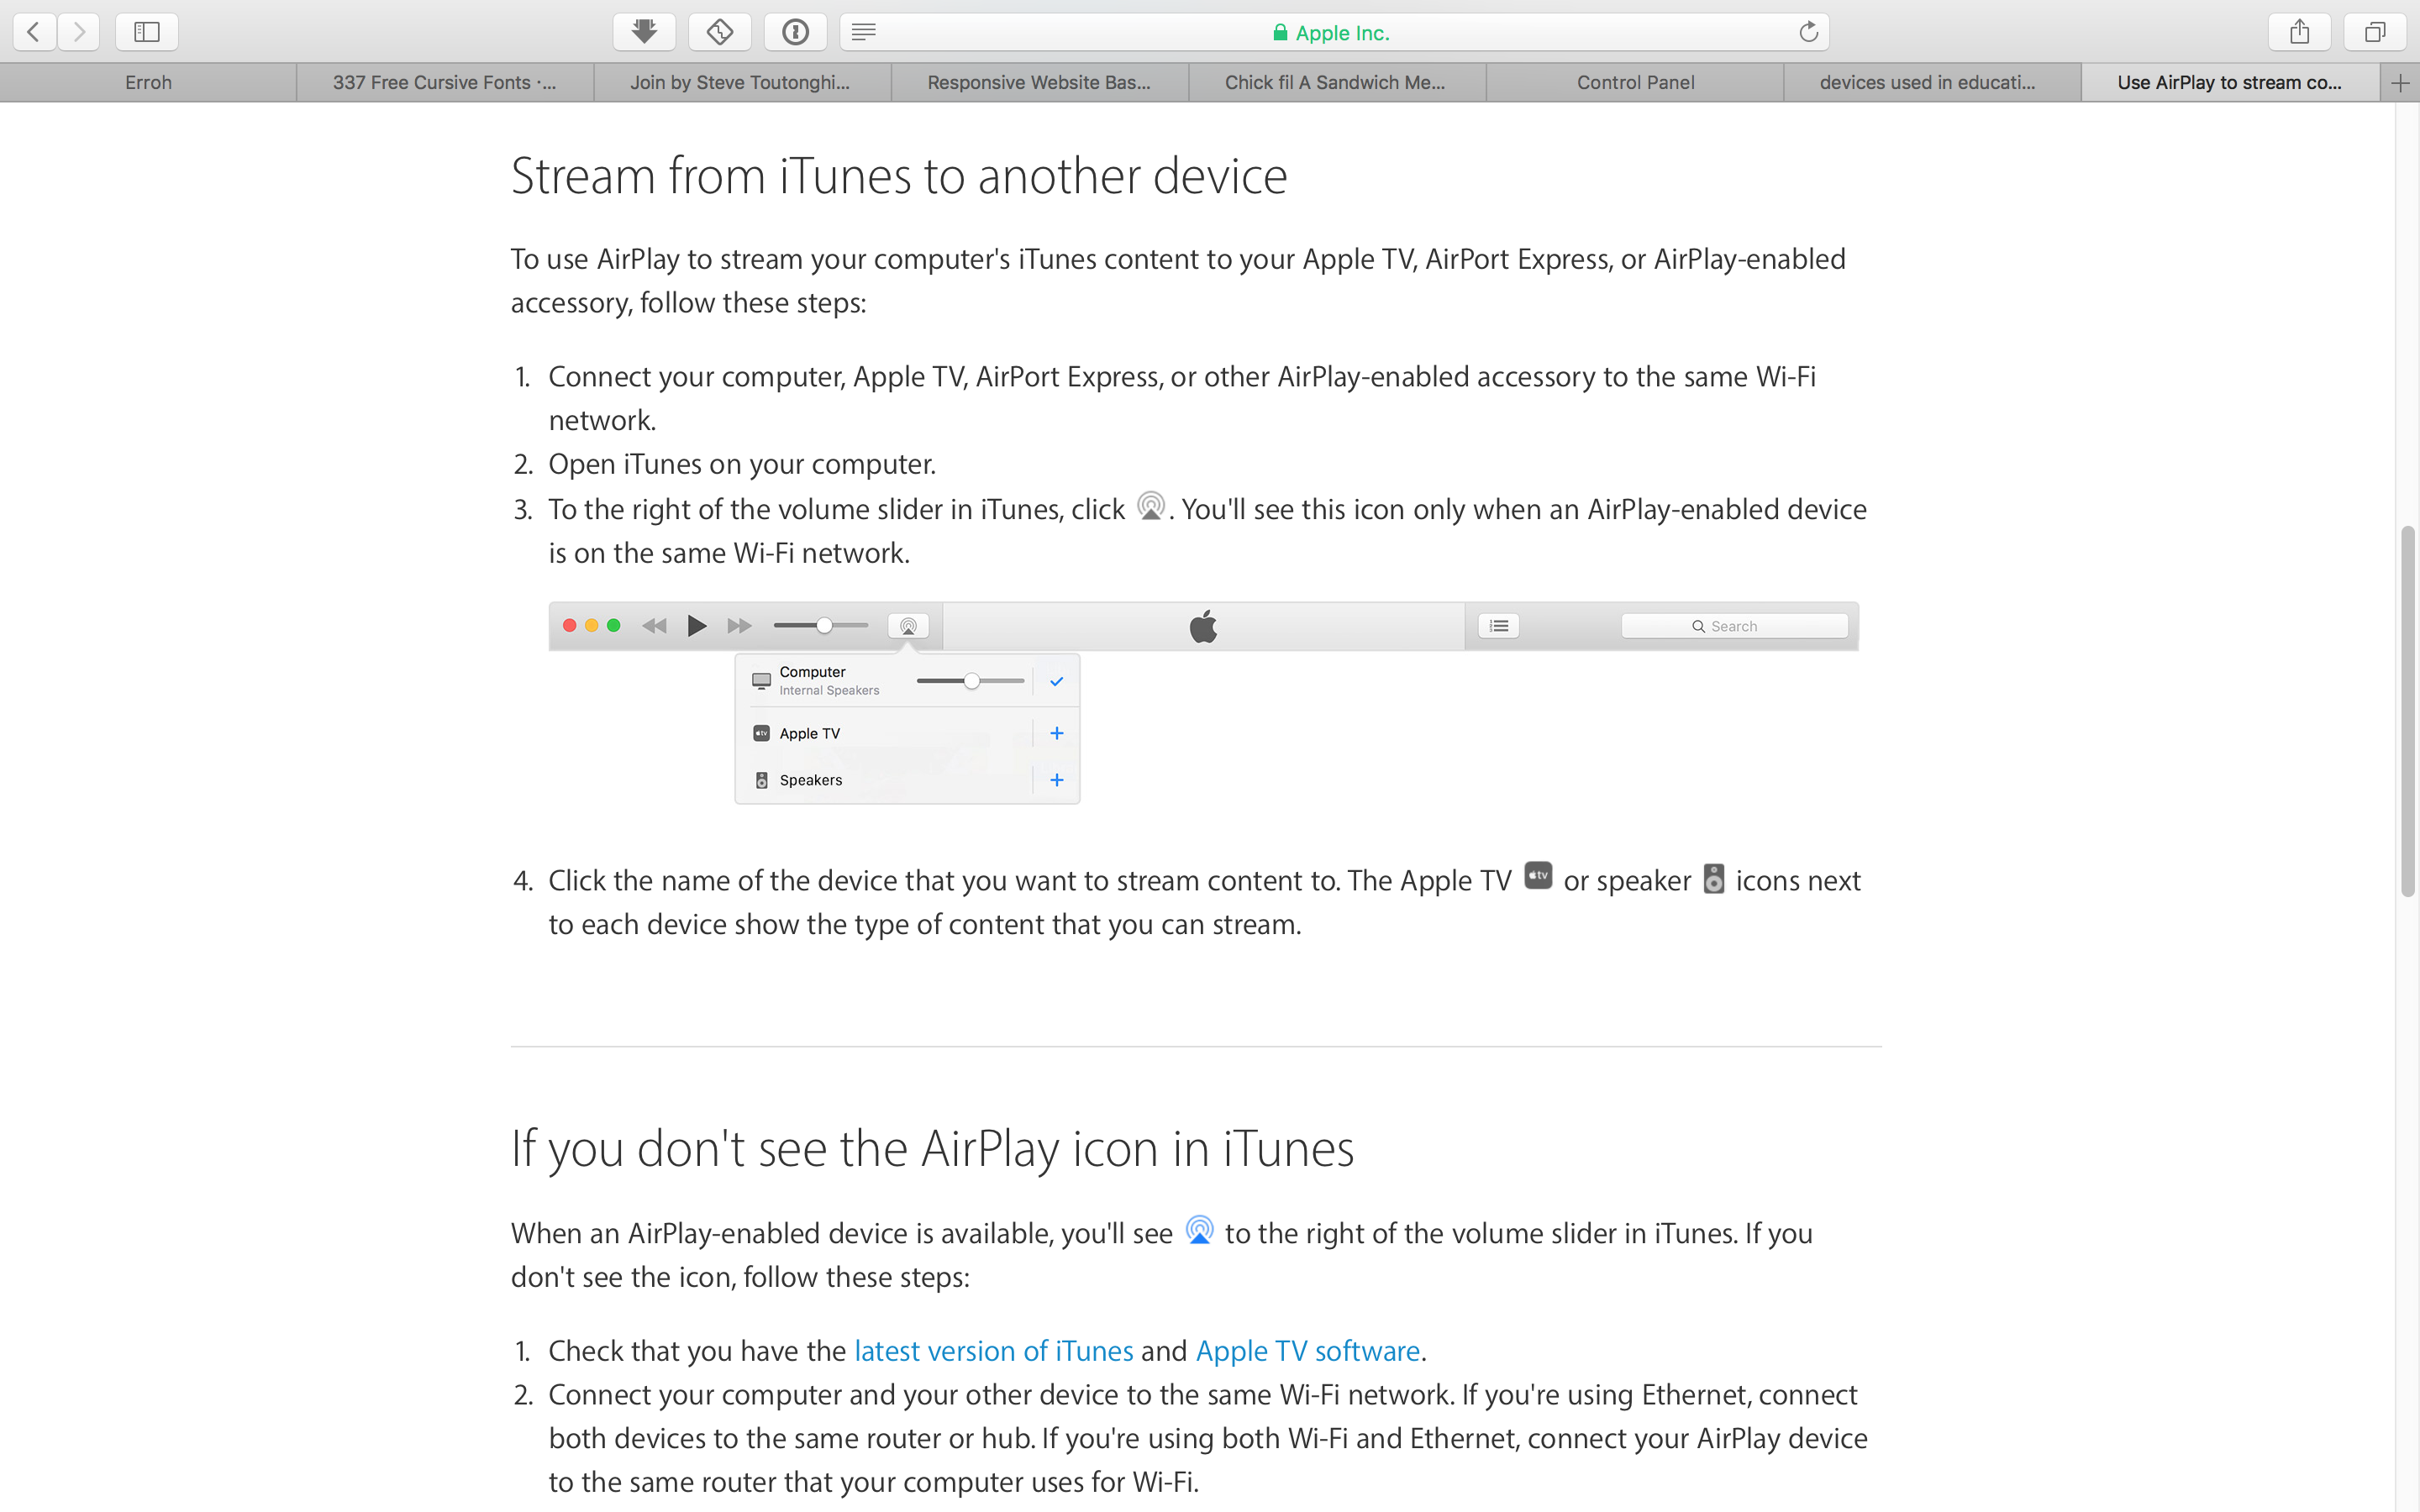 Apple Inc.
Erroh
337 Free Cursive Fonts ·...
Join by Steve Toutonghi...
Responsive Website Bas...
Chick fil A Sandwich Me...
Control Panel
devices used in educati...
Use AirPlay to stream co...
Stream from iTunes to another device
To use AirPlay to stream your computer's iTunes content to your Apple TV, AirPort Express, or AirPlay-enabled
accessory, follow these steps:
1. Connect your computer, Apple TV, AirPort Express, or other AirPlay-enabled accessory to the same Wi-Fi
network.
2. Open iTunes on your computer.
3. To the right of the volume slider in iTunes, click . You'll see this icon only when an AirPlay-enabled device
is on the same Wi-Fi network.
Search
Computer
Internal Speakers
tv Apple TV
Speakers
4. Click the name of the device that you want to stream content to. The Apple TV tv or speaker icons next
to each device show the type of content that you can stream.
If you don't see the AirPlay icon in iTunes
When an AirPlay-enabled device is available, you'll see to the right of the volume slider in iTunes. If you
don't see the icon, follow these steps:
1. Check that you have the latest version of iTunes and Apple TV software.
2. Connect your computer and your other device to the same Wi-Fi network. If you're using Ethernet, connect
both devices to the same router or hub. If you're using both Wi-Fi and Ethernet, connect your AirPlay device
to the same router that your computer uses for Wi-Fi.